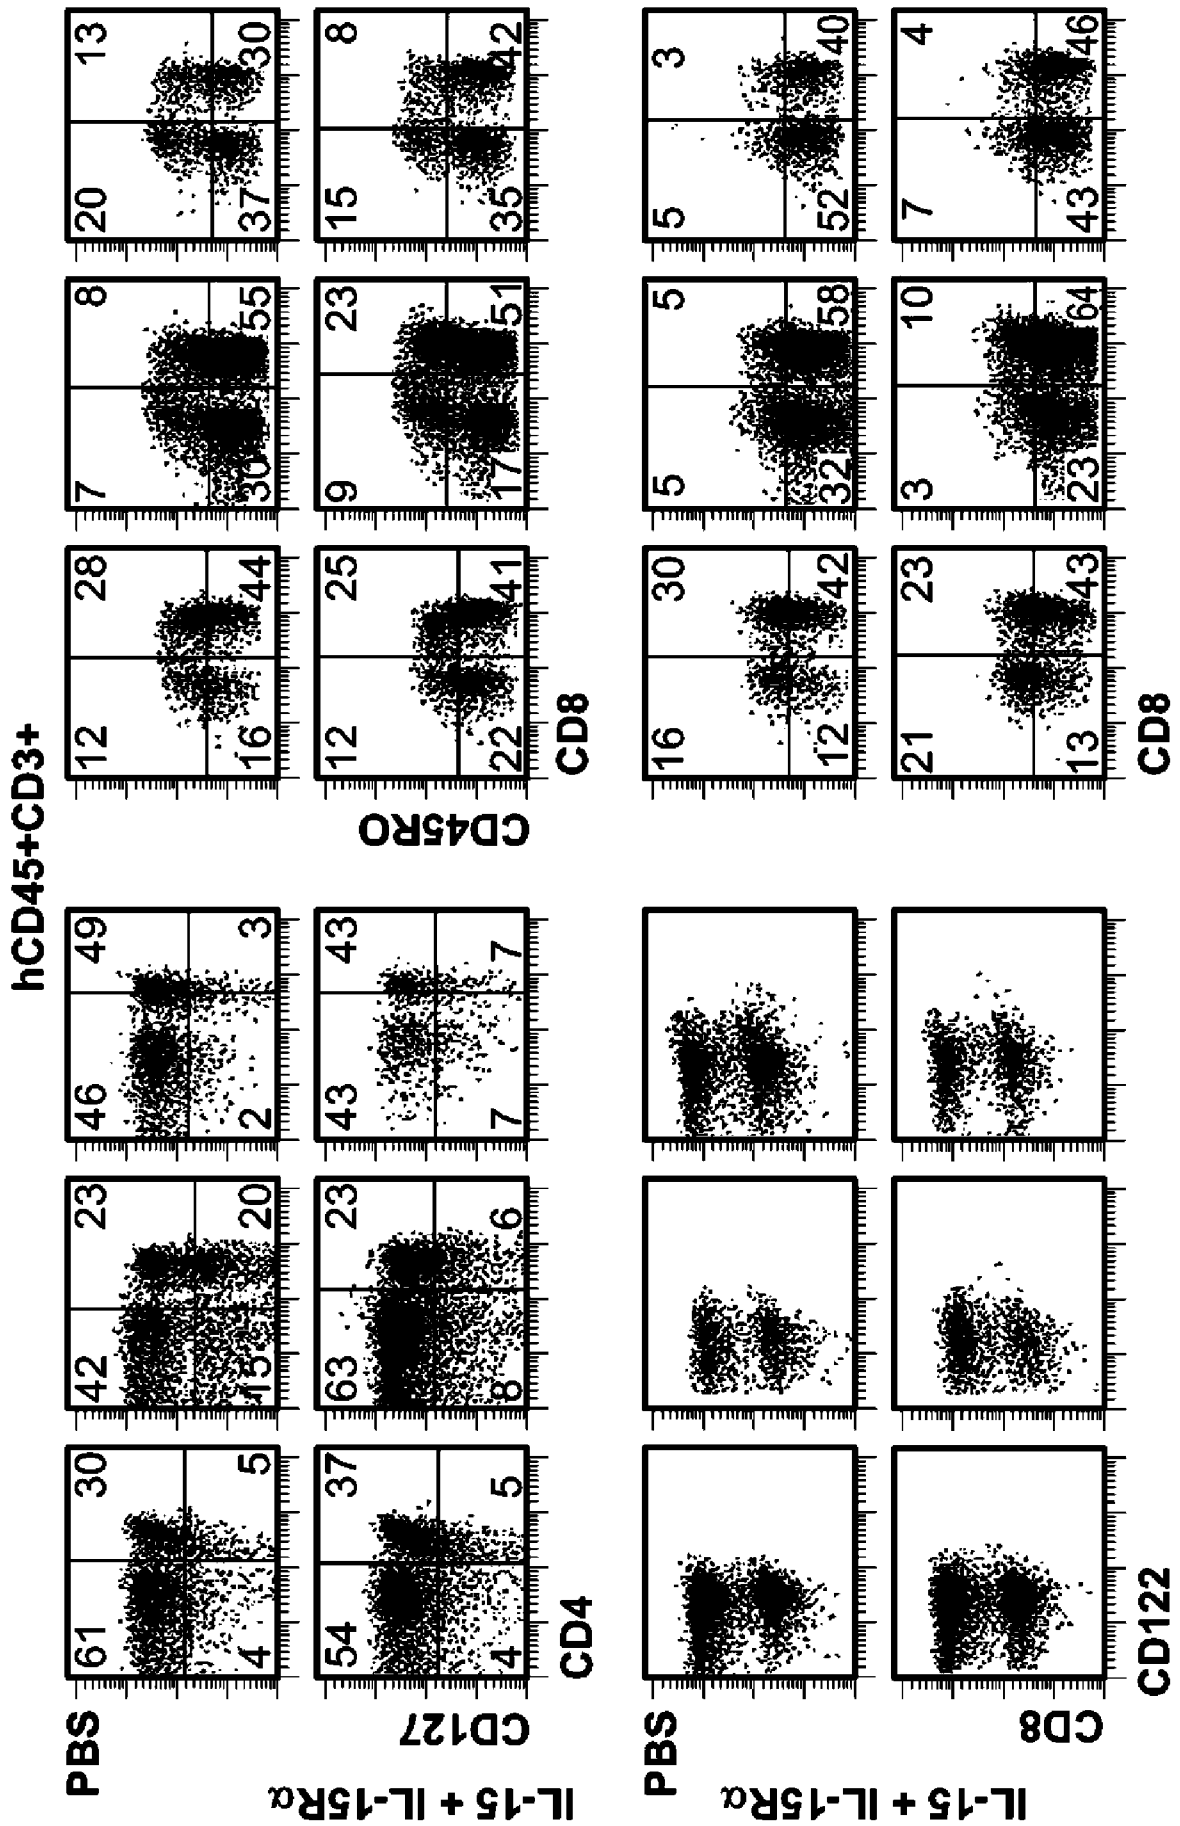 hCD45+CD3+
PBS
61 30 42 23 46 49 12 28 7 8 20 13
4 5 15 20 2 3 16 44 30 55 37 30
IL-15 + IL-15Rα
CD127
CD45RO
54 37 63 23 43 43 12 25 9 23 15 8
4 5 8 6 7 7 22 41 17 51 35 42
CD4
CD8
PBS
16 30 5 5 5 3
12 42 32 58 52 40
IL-15 + IL-15Rα
CD8
21 23 3 10 7 4
13 43 23 64 43 46
CD122
CD8